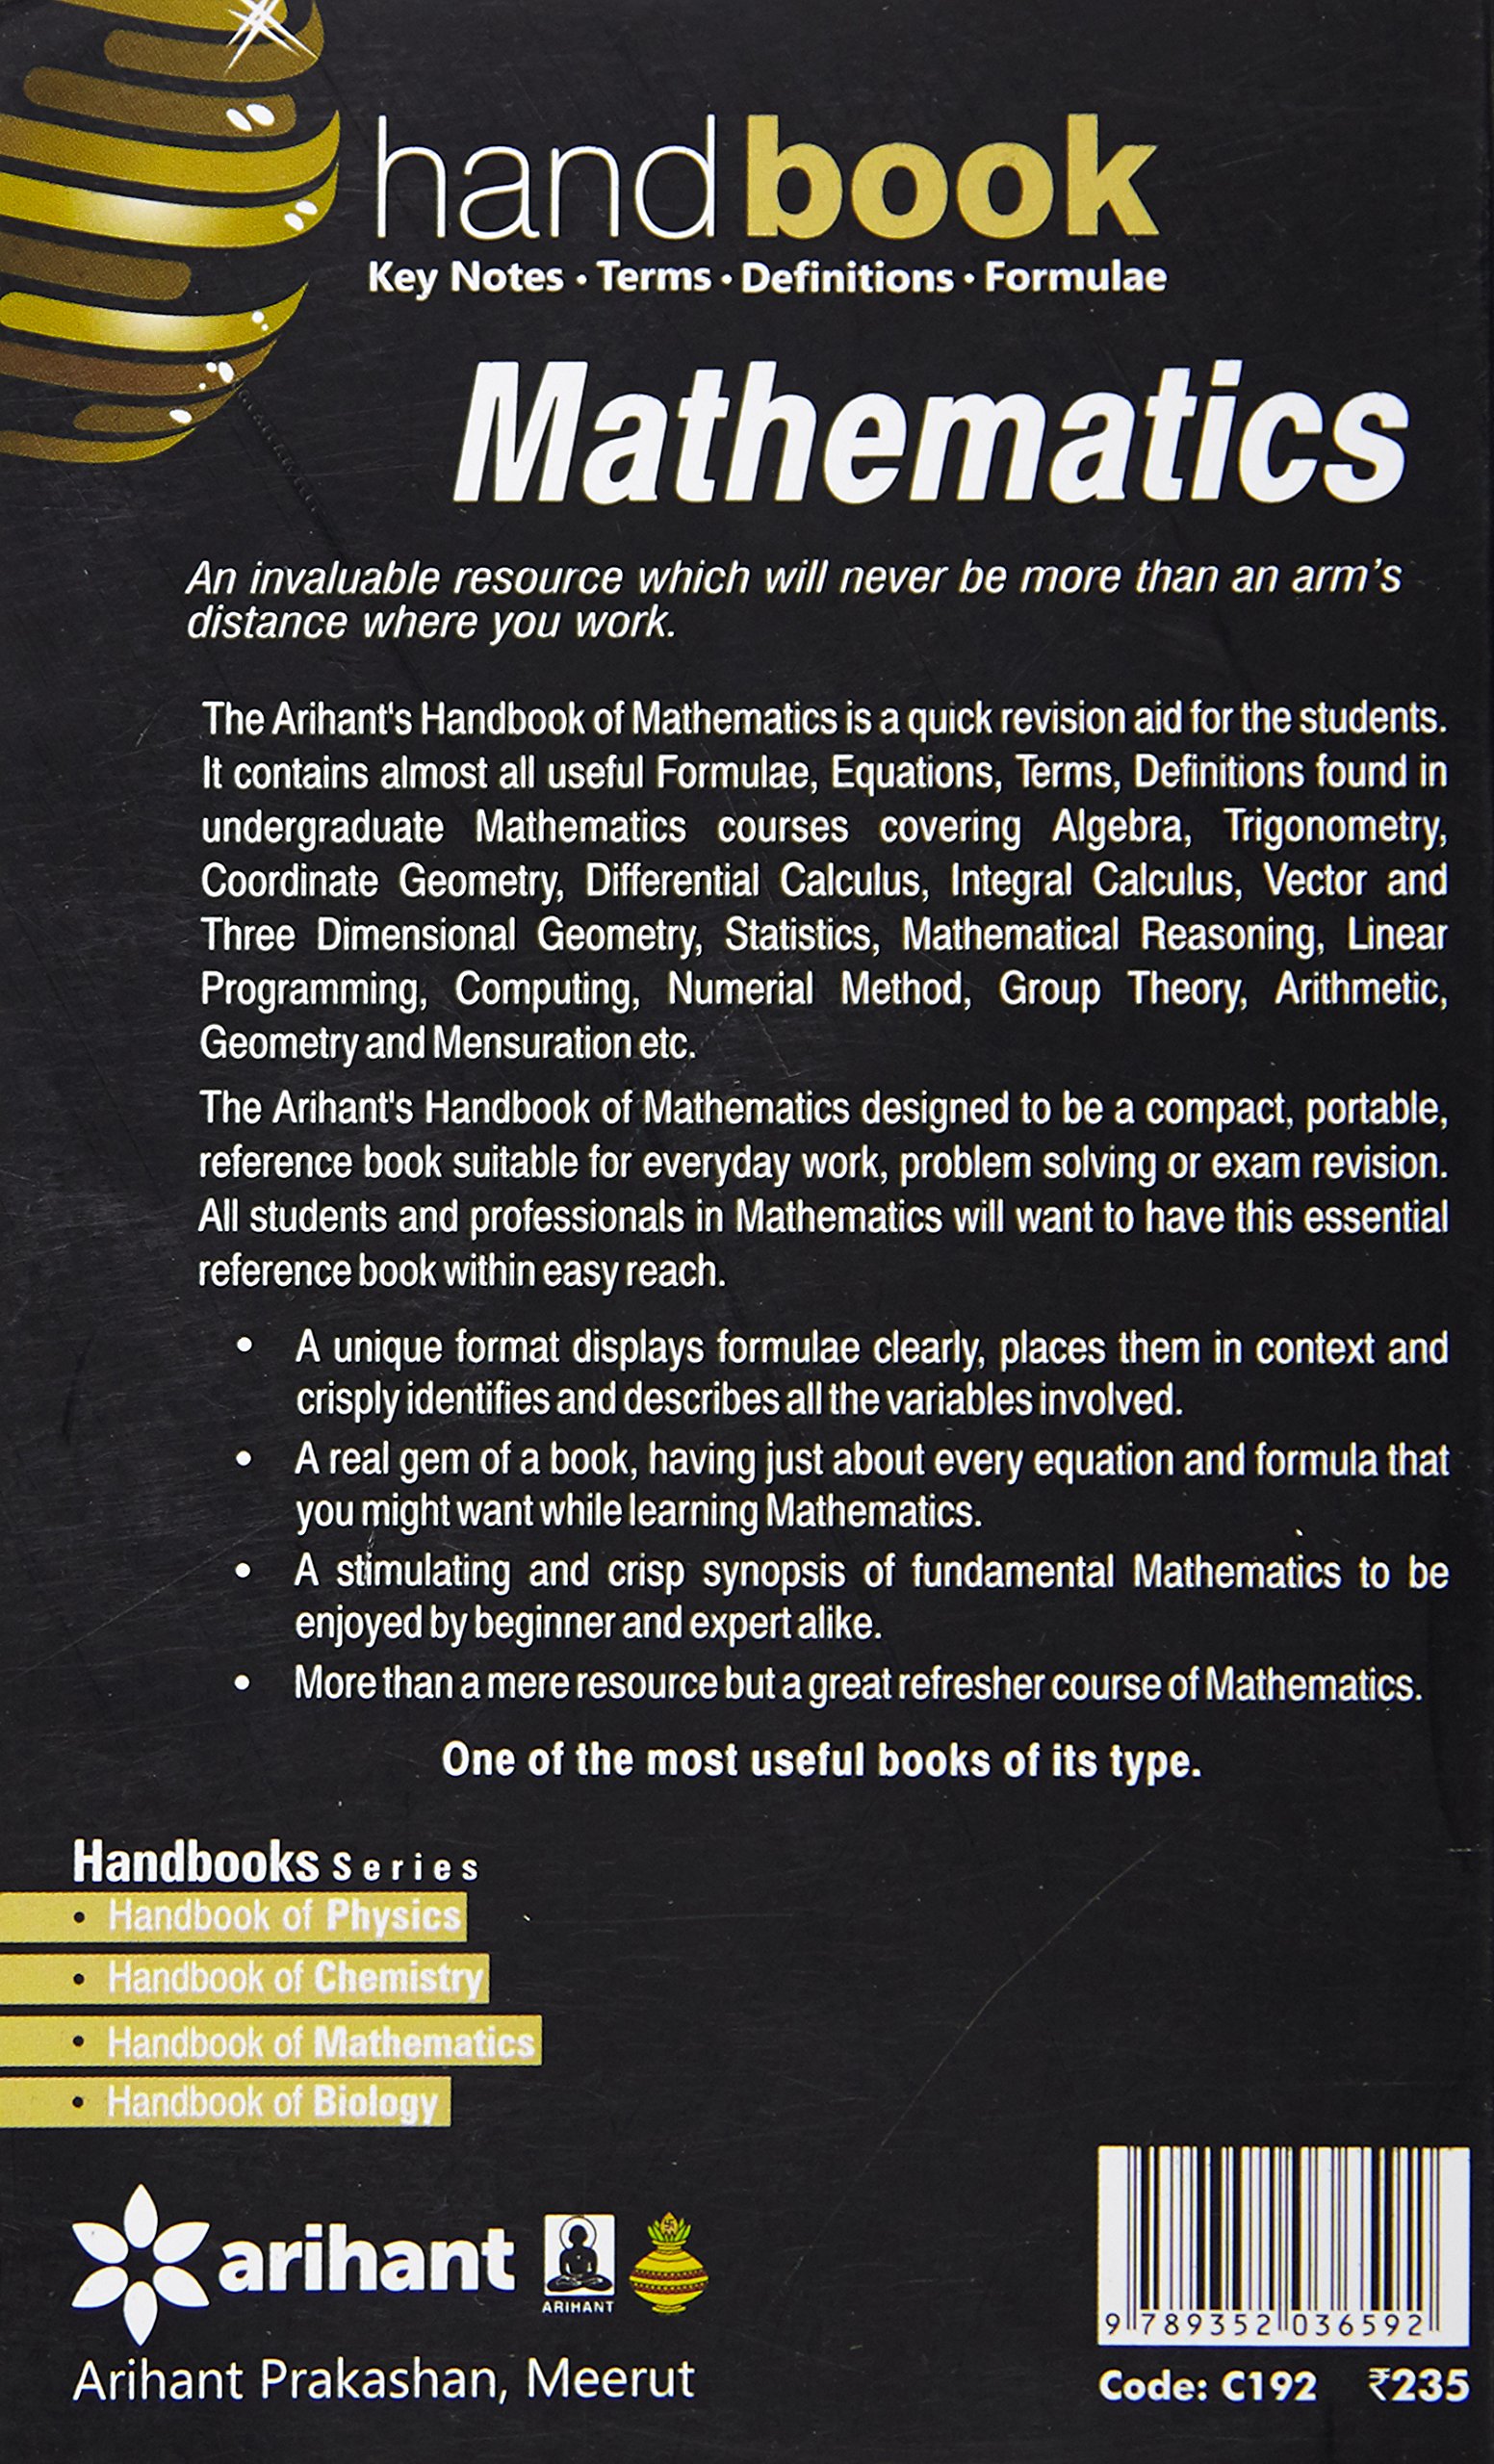 handbook
Key Notes • Terms • Definitions • Formulae
Mathematics
An invaluable resource which will never be more than an arm's
distance where you work.
The Arihant's Handbook of Mathematics is a quick revision aid for the students.
It contains almost all useful Formulae, Equations, Terms, Definitions found in
undergraduate Mathematics courses covering Algebra, Trigonometry,
Coordinate Geometry, Differential Calculus, Integral Calculus, Vector and
Three Dimensional Geometry, Statistics, Mathematical Reasoning, Linear
Programming, Computing, Numerial Method, Group Theory, Arithmetic,
Geometry and Mensuration etc.
The Arihant's Handbook of Mathematics designed to be a compact, portable,
reference book suitable for everyday work, problem solving or exam revision.
All students and professionals in Mathematics will want to have this essential
reference book within easy reach.
• A unique format displays formulae clearly, places them in context and
crisply identifies and describes all the variables involved.
• A real gem of a book, having just about every equation and formula that
you might want while learning Mathematics.
• A stimulating and crisp synopsis of fundamental Mathematics to be
enjoyed by beginner and expert alike.
• More than a mere resource but a great refresher course of Mathematics.
One of the most useful books of its type.
Handbooks Series
• Handbook of Physics
• Handbook of Chemistry
• Handbook of Mathematics
• Handbook of Biology
arihant
ARIHANT
Arihant Prakashan, Meerut
9 789352 036592
Code: C192 ₹235